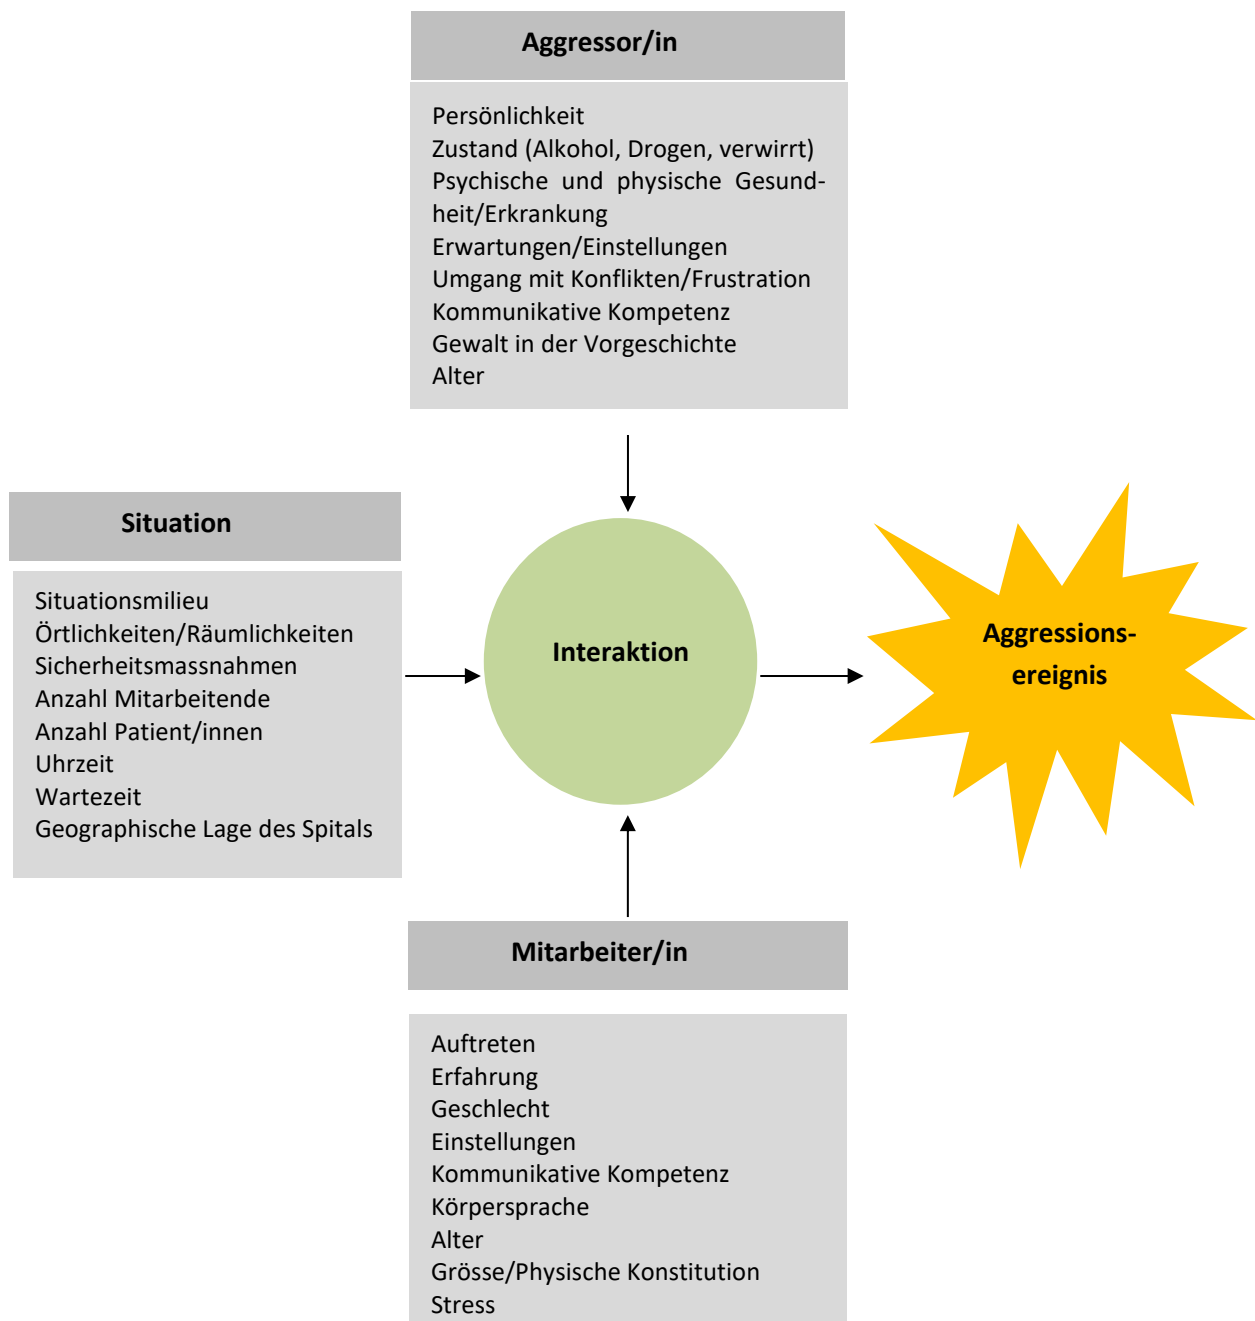 Aggressor/in
Persönlichkeit
Zustand (Alkohol, Drogen, verwirrt)
Psychische und physische Gesund-
heit/Erkrankung
Erwartungen/Einstellungen
Umgang mit Konflikten/Frustration
Kommunikative Kompetenz
Gewalt in der Vorgeschichte
Alter
Situation
Situationsmilieu
Örtlichkeiten/Räumlichkeiten
Sicherheitsmassnahmen
Anzahl Mitarbeitende
Anzahl Patient/innen
Uhrzeit
Wartezeit
Geographische Lage des Spitals
Interaktion
Aggressions-
ereignis
Mitarbeiter/in
Auftreten
Erfahrung
Geschlecht
Einstellungen
Kommunikative Kompetenz
Körpersprache
Alter
Grösse/Physische Konstitution
Stress